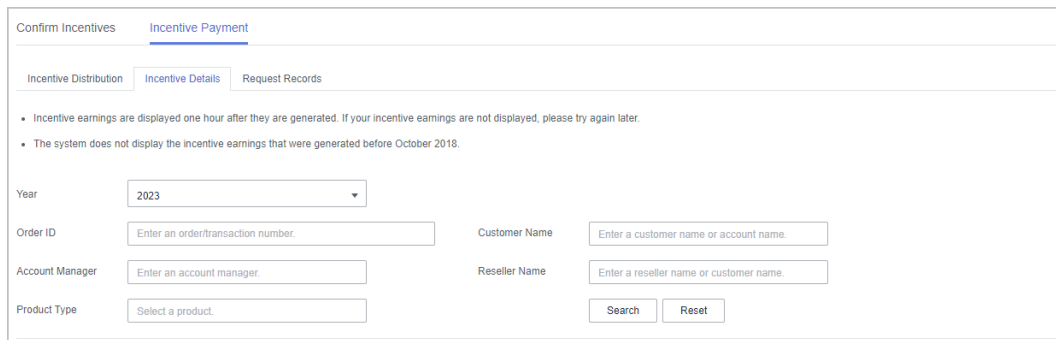 Confirm Incentives Incentive Payment
Incentive Distribution Incentive Details Request Records
Incentive earnings are displayed one hour after they are generated. If your incentive earnings are not displayed, please try again later.
The system does not display the incentive earnings that were generated before October 2018.
Year 2023
Order ID Enter an order/transaction number. Customer Name Enter a customer name or account name.
Account Manager Enter an account manager. Reseller Name Enter a reseller name or customer name.
Product Type Select a product. Search Reset